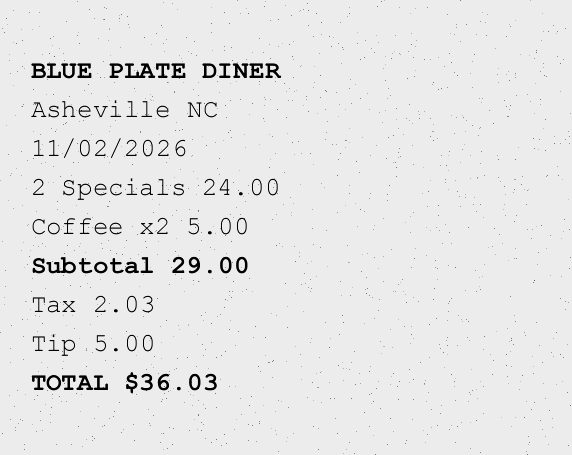 BLUE PLATE DINER
Asheville NC
11/02/2026
2 Specials 24.00
Coffee x2 5.00
Subtotal 29.00
Tax 2.03
Tip 5.00
TOTAL $36.03